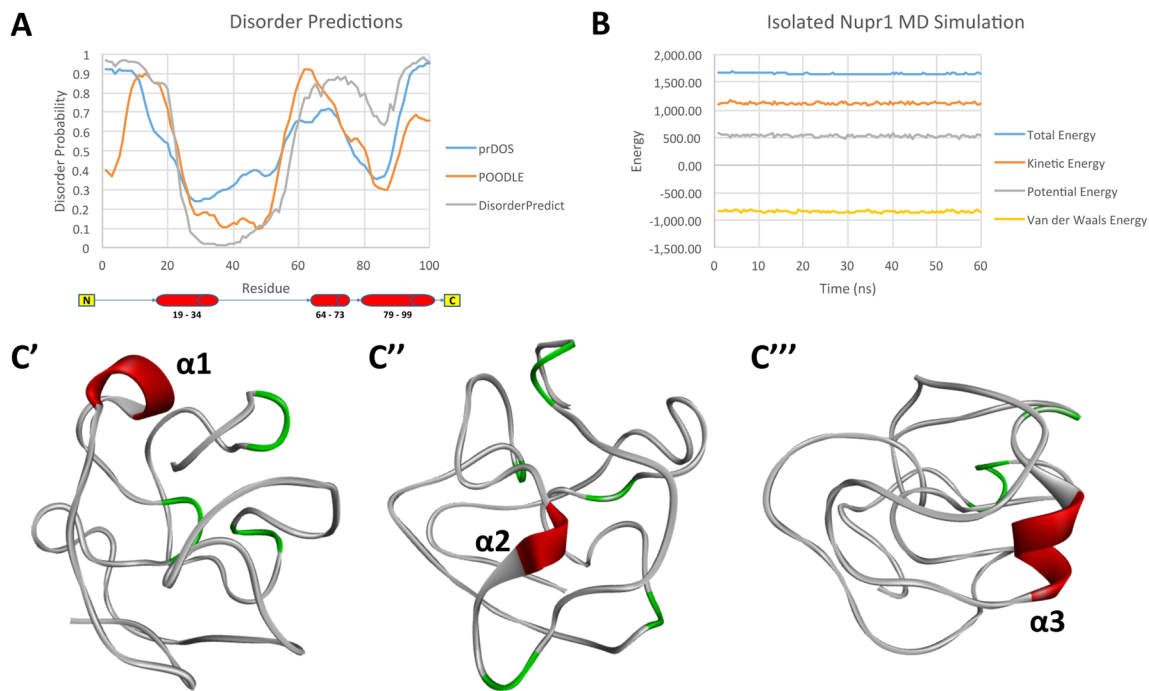 A
Disorder Predictions
Disorder Probability
1
0.9
0.8
0.7
0.6
0.5
0.4
0.3
0.2
0.1
0
0 20 40 60 80 100
Residue
prDOS
POODLE
DisorderPredict
N
C
19 - 34
64 - 73
79 - 99
B
Isolated Nupr1 MD Simulation
Energy
2,000.00
1,500.00
1,000.00
500.00
0.00
-500.00
-1,000.00
-1,500.00
0 10 20 30 40 50 60
Time (ns)
Total Energy
Kinetic Energy
Potential Energy
Van der Waals Energy
C’
α1
C’’
α2
C’’’
α3